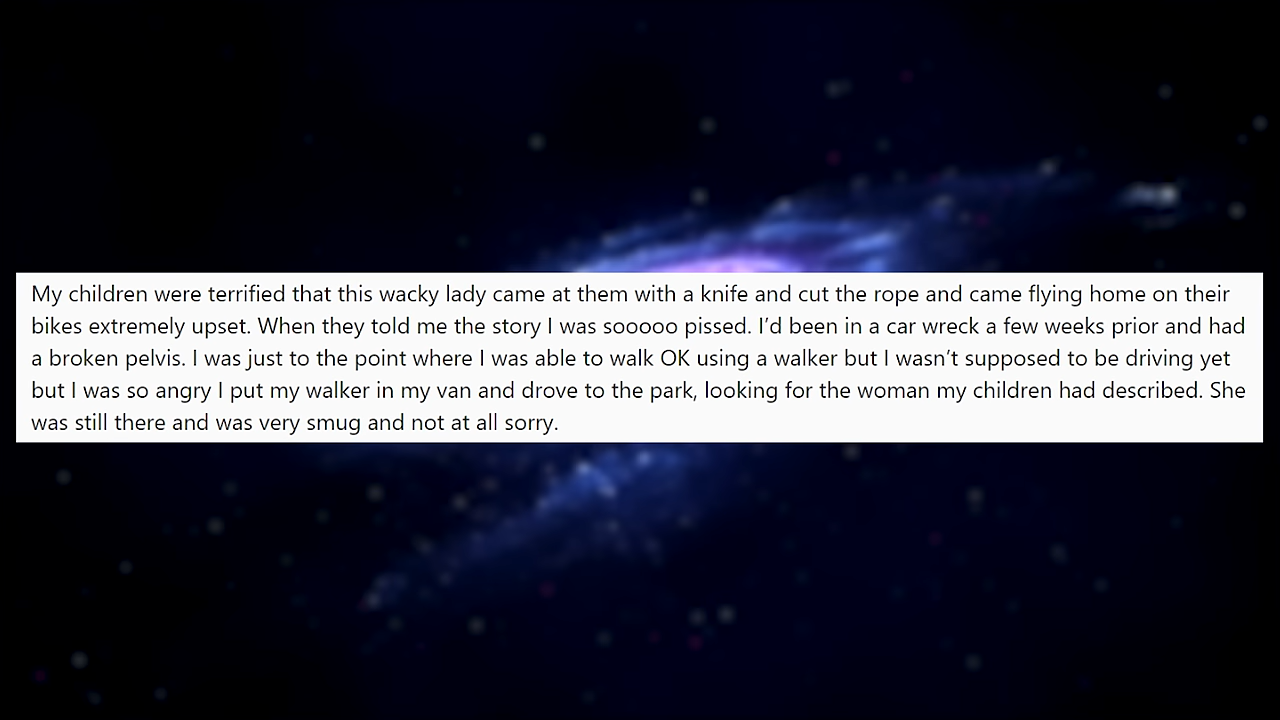 My children were terrified that this wacky lady came at them with a knife and cut the rope and came flying home on their
bikes extremely upset. When they told me the story I was sooooo pissed. I’d been in a car wreck a few weeks prior and had
a broken pelvis. I was just to the point where I was able to walk OK using a walker but I wasn’t supposed to be driving yet
but I was so angry I put my walker in my van and drove to the park, looking for the woman my children had described. She
was still there and was very smug and not at all sorry.